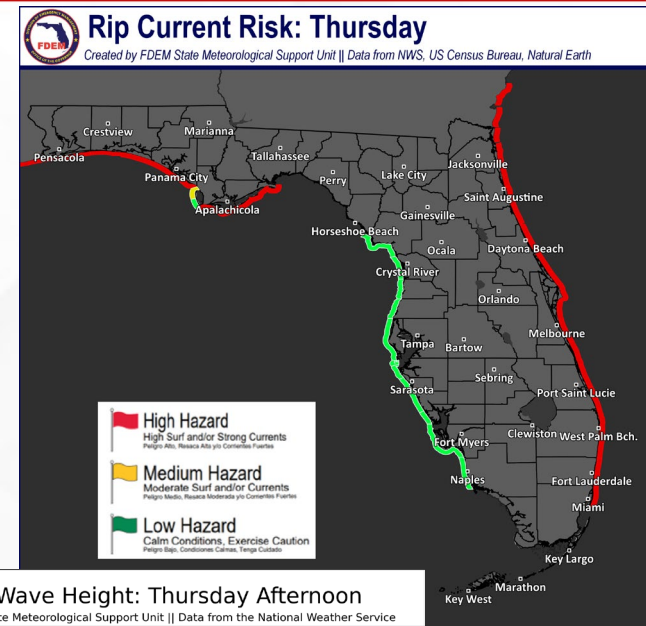 FDEM
Rip Current Risk: Thursday
Created by FDEM State Meteorological Support Unit || Data from NWS, US Census Bureau, Natural Earth
Crestview
Marianna
Pensacola
Tallahassee
Jacksonville
Panama City
Perry
Lake City
Saint Augustine
Apalachicola
Gainesville
Horseshoe Beach
Ocala
Daytona Beach
Crystal River
Orlando
Melbourne
Tampa
Bartow
Sebring
Sarasota
Port Saint Lucie
High Hazard
High Surf and/or Strong Currents
Peligro Alto, Resaca Alta y/o Corrientes Fuertes
Fort Myers
Clewiston
West Palm Bch.
Medium Hazard
Moderate Surf and/or Currents
Peligro Medio, Resaca Moderada y/o Corrientes Fuertes
Naples
Fort Lauderdale
Miami
Low Hazard
Calm Conditions, Exercise Caution
Peligro Bajo, Condiciones Calmas, Tenga Cuidado
Key Largo
Marathon
Key West
Wave Height: Thursday Afternoon
te Meteorological Support Unit || Data from the National Weather Service